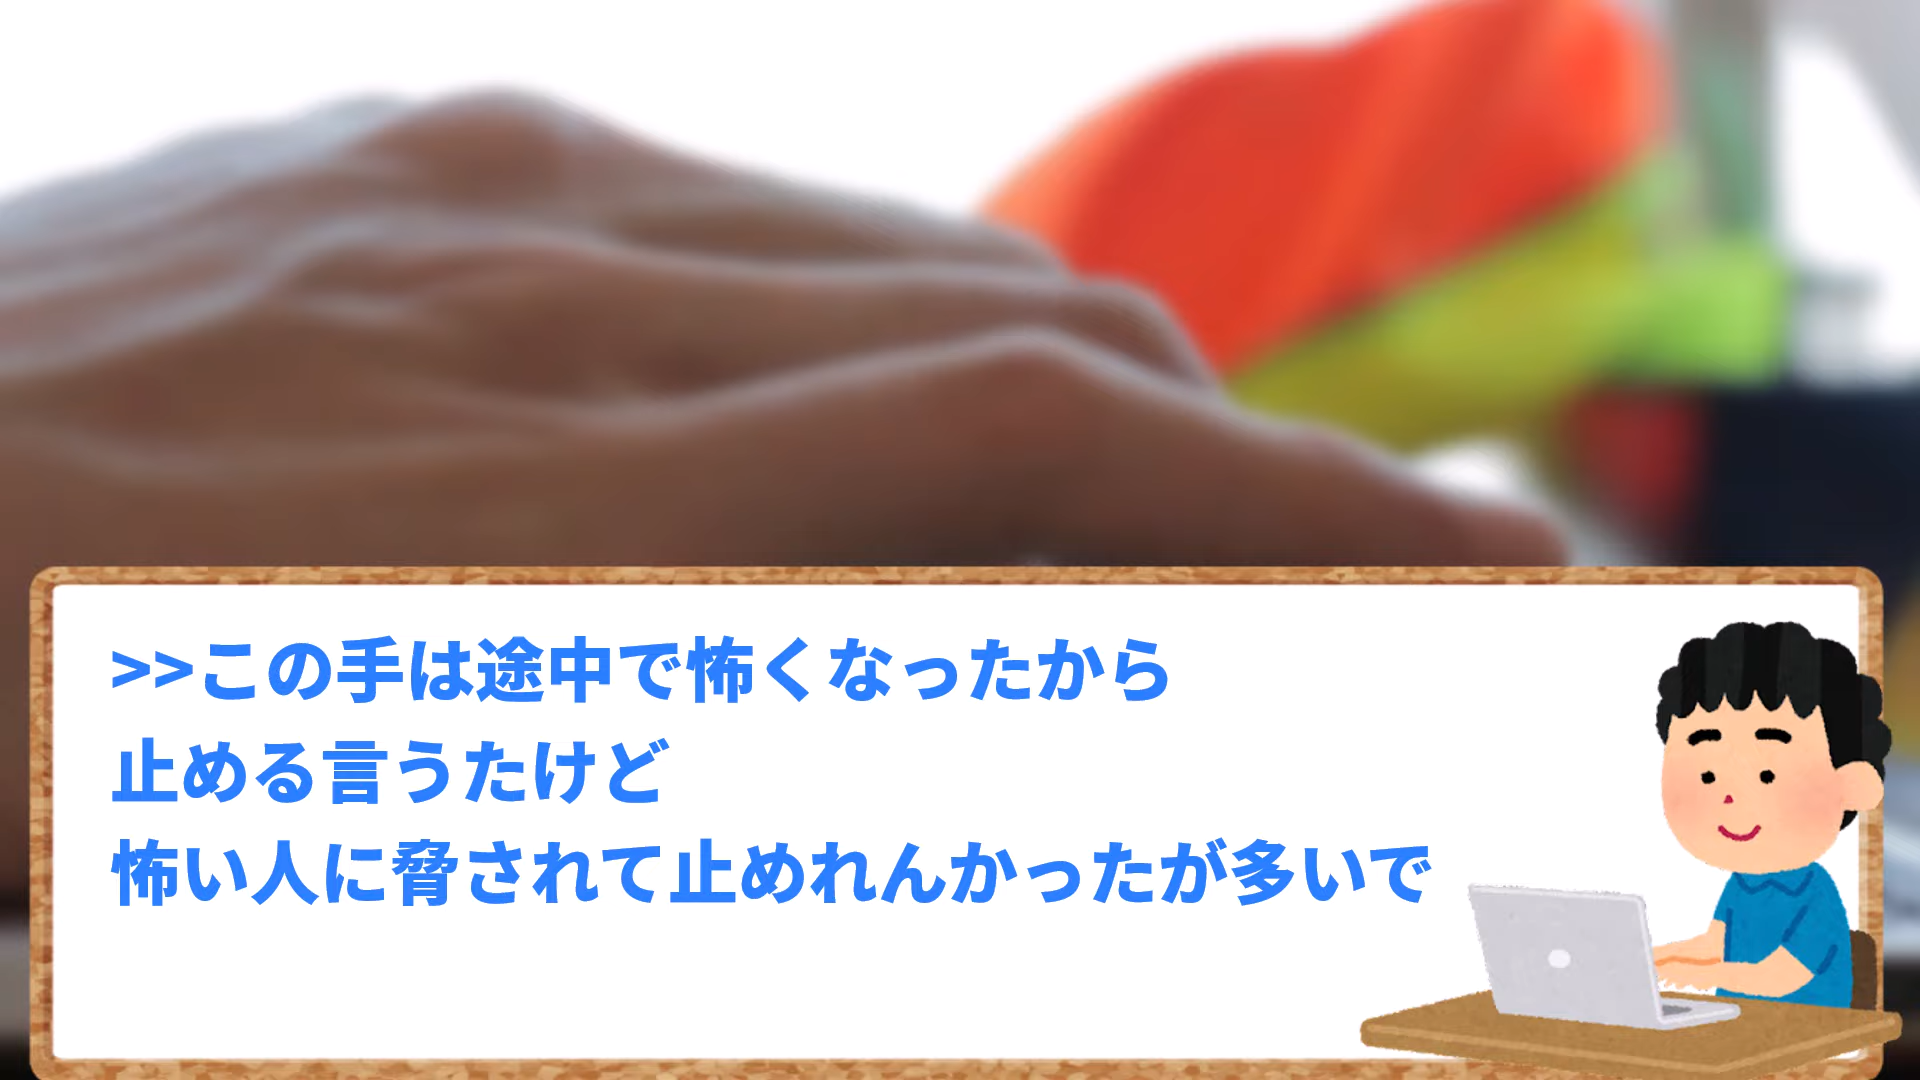 >>この手は途中で怖くなったから
止める言うたけど
怖い人に脅されて止めれんかったが多いで